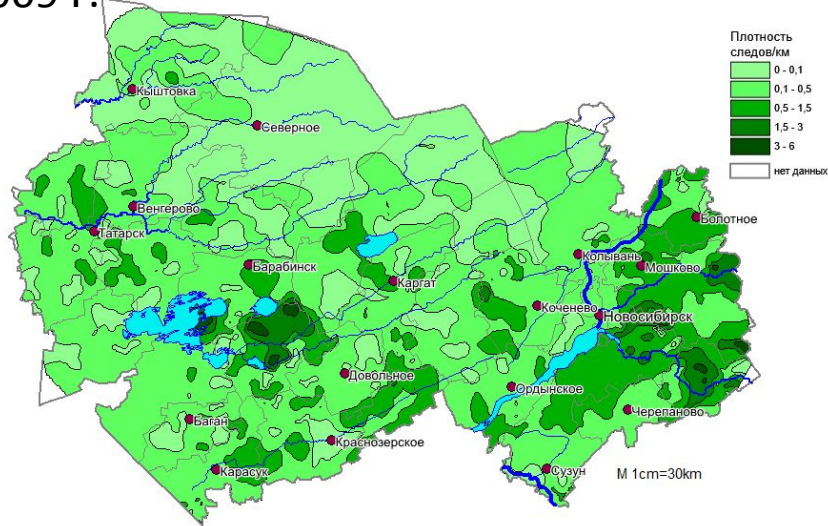 Плотность
следов/км
0 - 0,1
0,1 - 0,5
0,5 - 1,5
1,5 - 3
3 - 6
нет данных
Кыштовка
Северное
Венгерово
Татарск
Болотное
Колывань
Мошково
Барабинск
Каргат
Коченево
Новосибирск
Довольное
Ордынское
Черепаново
Баган
Краснозерское
Карасук
Сузун
M 1cm=30km